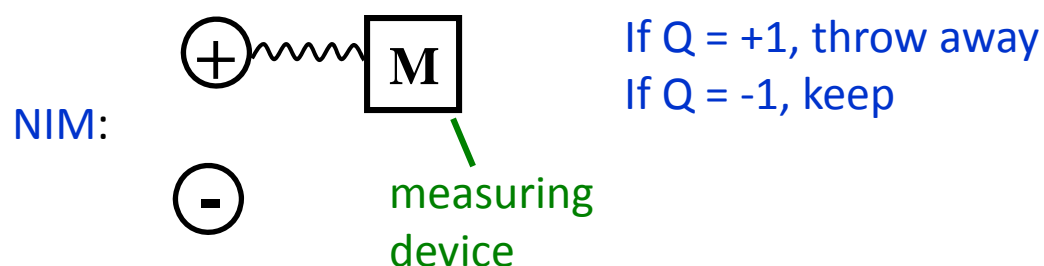 If Q = +1, throw away
+
M
If Q = -1, keep
NIM:
-
measuring
device